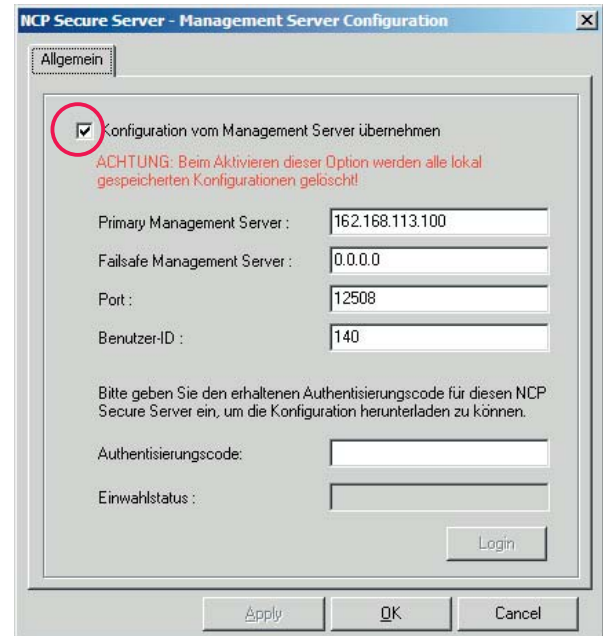 NCP Secure Server - Management Server Configuration
Allgemein
Konfiguration vom Management Server übernehmen
ACHTUNG: Beim Aktivieren dieser Option werden alle lokal
gespeicherten Konfigurationen gelöscht!
Primary Management Server : 162.168.113.100
Failsafe Management Server : 0.0.0.0
Port : 12508
Benutzer-ID : 140
Bitte geben Sie den erhaltenen Authentisierungscode für diesen NCP
Secure Server ein, um die Konfiguration herunterladen zu können.
Authentisierungscode:
Einwahlstatus :
Login
Apply OK Cancel